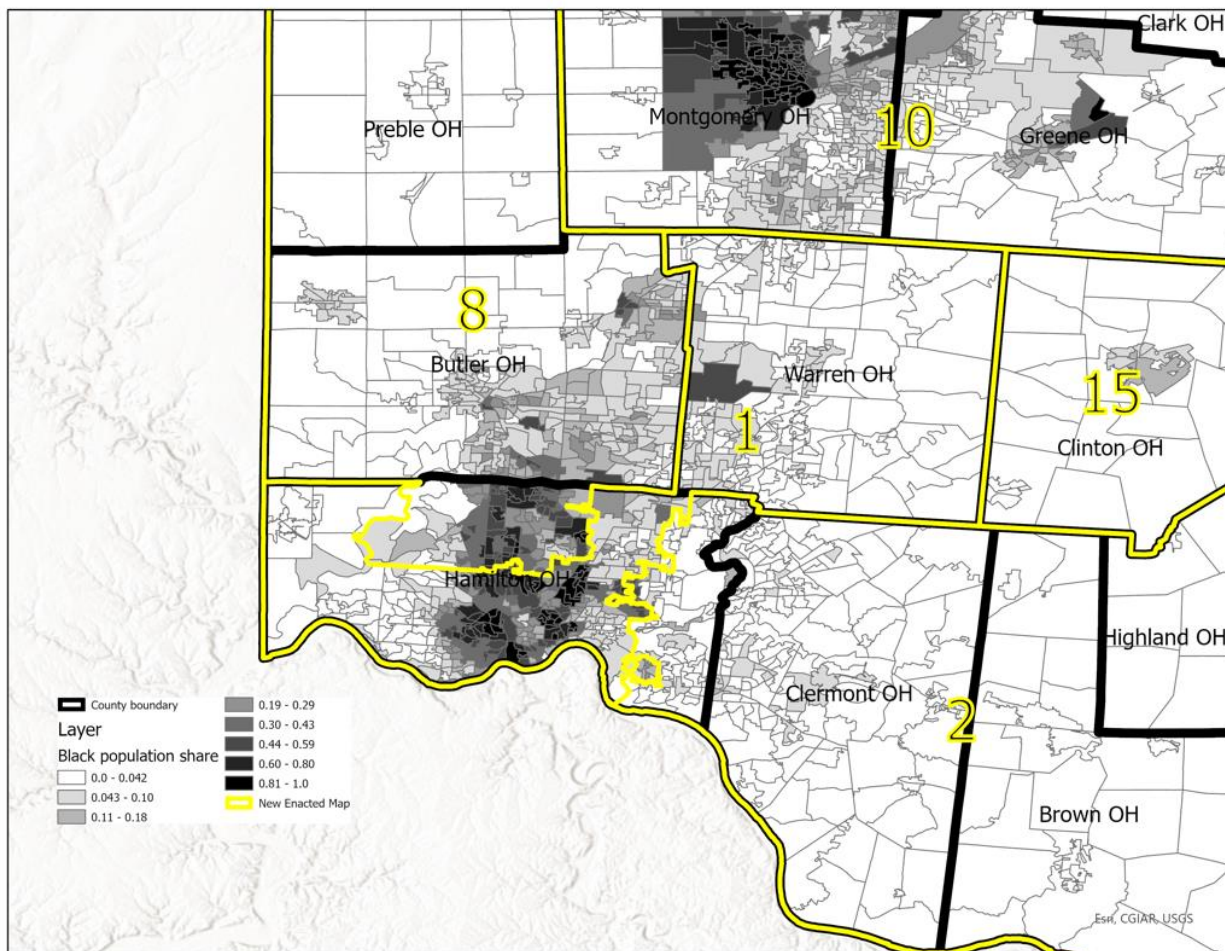 Clark OH
Preble OH
Montgomery OH
10
Greene OH
8
Butler OH
Warren OH
1
15
Clinton OH
Hamilton OH
Highland OH
Clermont OH
2
Brown OH
County boundary
Layer
Black population share
0.0 - 0.042
0.043 - 0.10
0.11 - 0.18
0.19 - 0.29
0.30 - 0.43
0.44 - 0.59
0.60 - 0.80
0.81 - 1.0
New Enacted Map
Esri, CGIAR, USGS